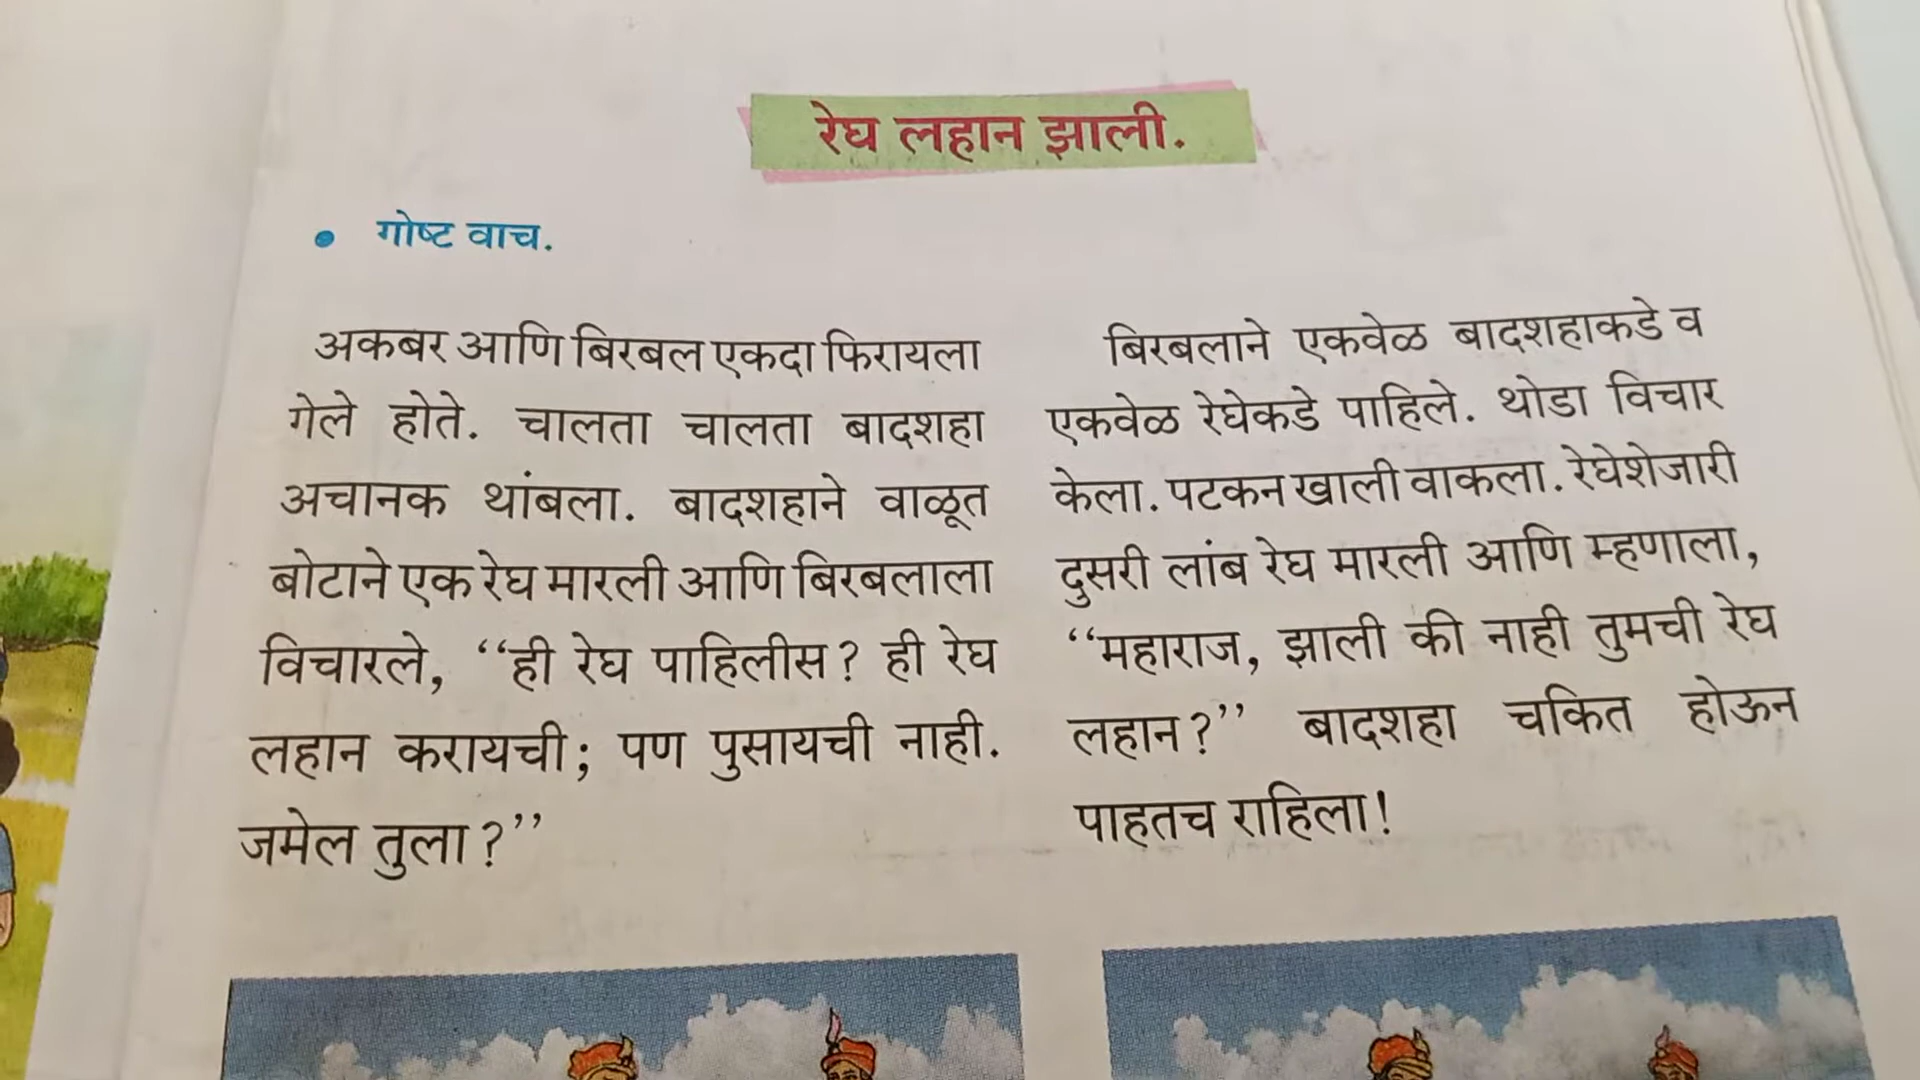 रेघ लहान झाली.
• गोष्ट वाच.
अकबर आणि बिरबल एकदा फिरायला
गेले होते. चालता चालता बादशहा
अचानक थांबला. बादशहाने वाळूत
बोटाने एक रेघ मारली आणि बिरबलाला
विचारले, ‘‘ही रेघ पाहिलीस? ही रेघ
लहान करायची; पण पुसायची नाही.
जमेल तुला?’’
बिरबलाने एकवेळ बादशहाकडे व
एकवेळ रेघेकडे पाहिले. थोडा विचार
केला. पटकन खाली वाकला. रेघेशेजारी
दुसरी लांब रेघ मारली आणि म्हणाला,
‘‘महाराज, झाली की नाही तुमची रेघ
लहान?’’ बादशहा चकित होऊन
पाहतच राहिला!